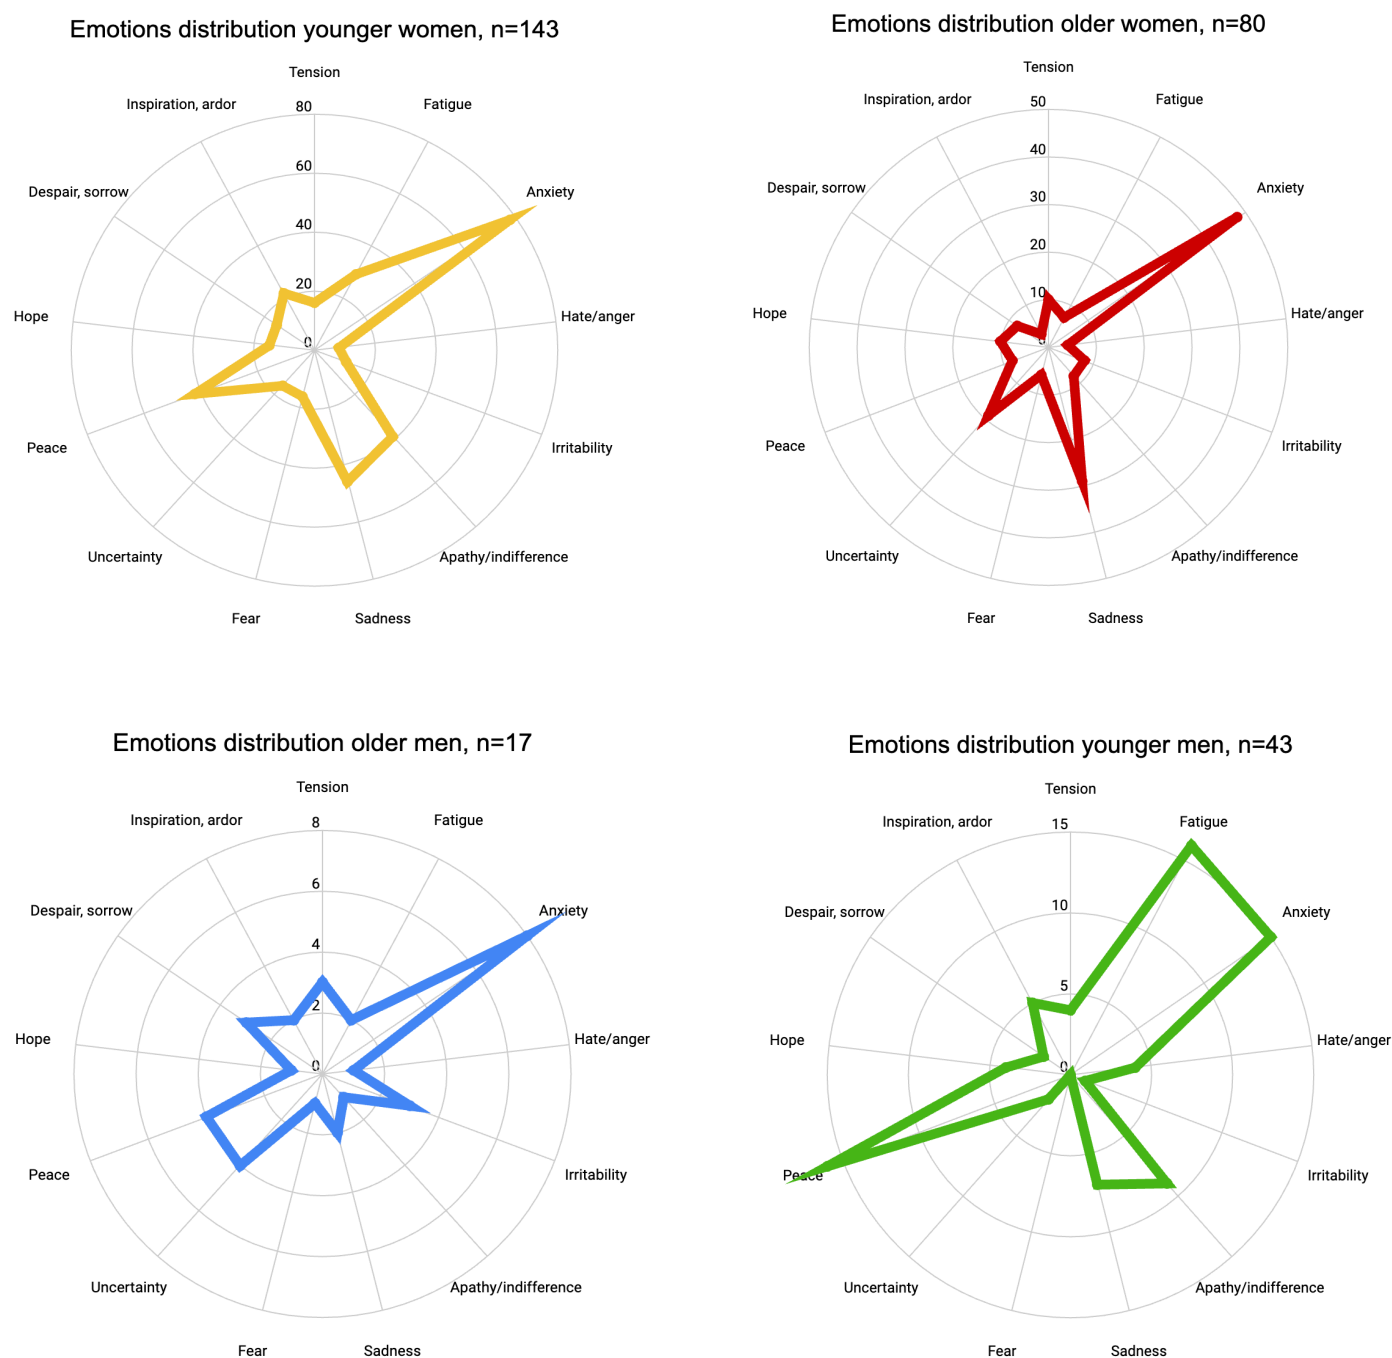 Emotions distribution younger women, n=143
Tension
Inspiration, ardor
Fatigue
80
60
40
20
0
Despair, sorrow
Anxiety
Hope
Hate/anger
Peace
Irritability
Uncertainty
Apathy/indifference
Fear
Sadness
Emotions distribution older women, n=80
Tension
Inspiration, ardor
Fatigue
50
40
30
20
10
0
Despair, sorrow
Anxiety
Hope
Hate/anger
Peace
Irritability
Uncertainty
Apathy/indifference
Fear
Sadness
Emotions distribution older men, n=17
Tension
Inspiration, ardor
Fatigue
8
6
4
2
0
Despair, sorrow
Anxiety
Hope
Hate/anger
Peace
Irritability
Uncertainty
Apathy/indifference
Fear
Sadness
Emotions distribution younger men, n=43
Tension
Inspiration, ardor
Fatigue
15
10
5
0
Despair, sorrow
Anxiety
Hope
Hate/anger
Peace
Irritability
Uncertainty
Apathy/indifference
Fear
Sadness